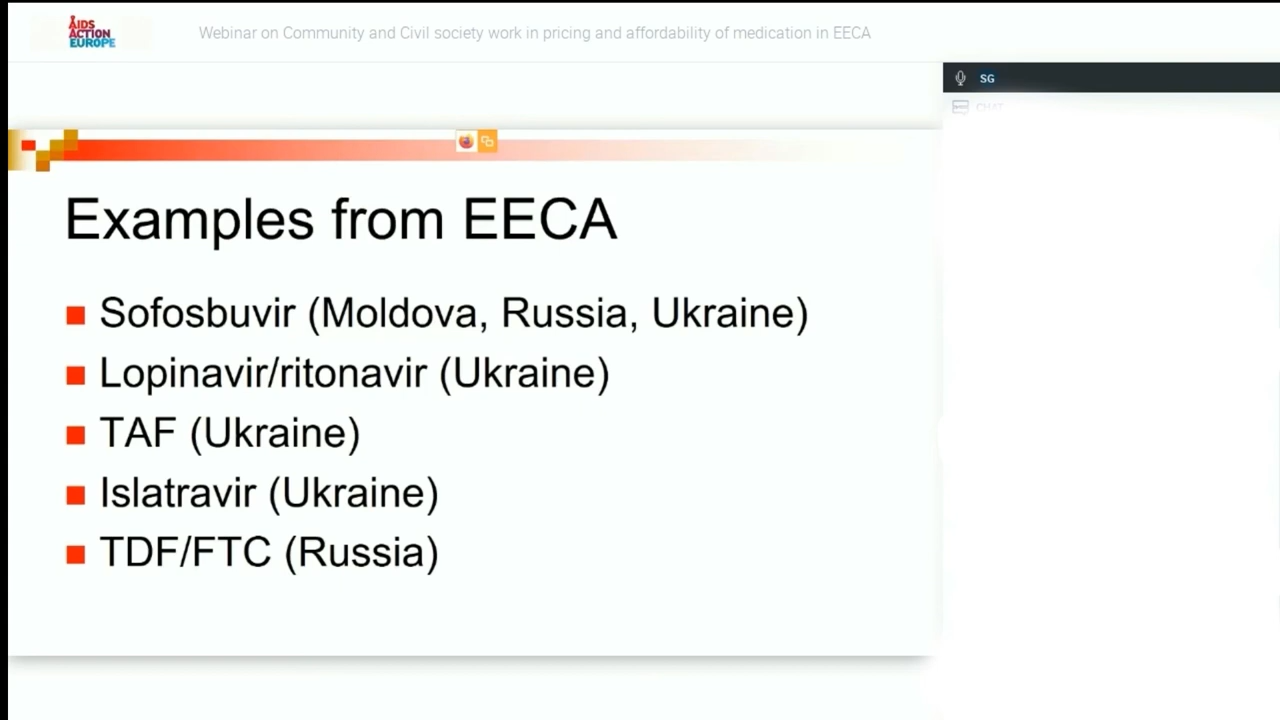 AIDS
ACTION
EUROPE
Webinar on Community and Civil society work in pricing and affordability of medication in EECA
SG
CHAT
Examples from EECA
Sofosbuvir (Moldova, Russia, Ukraine)
Lopinavir/ritonavir (Ukraine)
TAF (Ukraine)
Islatravir (Ukraine)
TDF/FTC (Russia)